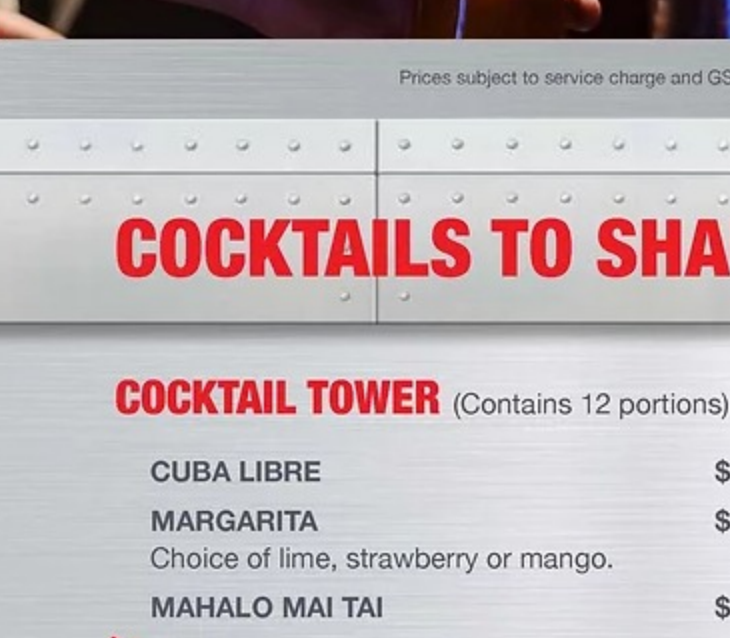 Prices subject to service charge and GS
COCKTAILS TO SHA
COCKTAIL TOWER (Contains 12 portions)
CUBA LIBRE $
MARGARITA $
Choice of lime, strawberry or mango.
MAHALO MAI TAI $